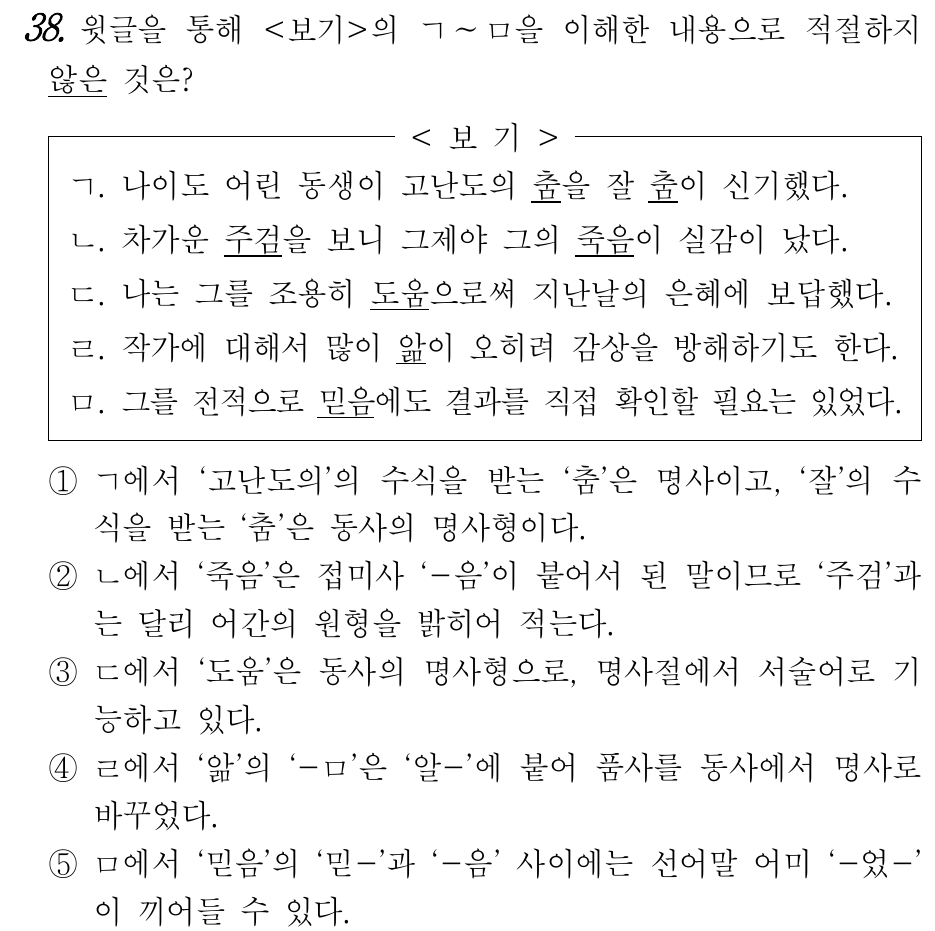 38. 윗글을 통해 <보기>의 ㄱ～ㅁ을 이해한 내용으로 적절하지
않은 것은?
< 보 기 >
ㄱ. 나이도 어린 동생이 고난도의 춤을 잘 춤이 신기했다.
ㄴ. 차가운 주검을 보니 그제야 그의 죽음이 실감이 났다.
ㄷ. 나는 그를 조용히 도움으로써 지난날의 은혜에 보답했다.
ㄹ. 작가에 대해서 많이 앎이 오히려 감상을 방해하기도 한다.
ㅁ. 그를 전적으로 믿음에도 결과를 직접 확인할 필요는 있었다.
① ㄱ에서 ‘고난도의’의 수식을 받는 ‘춤’은 명사이고, ‘잘’의 수
식을 받는 ‘춤’은 동사의 명사형이다.
② ㄴ에서 ‘죽음’은 접미사 ‘-음’이 붙어서 된 말이므로 ‘주검’과
는 달리 어간의 원형을 밝히어 적는다.
③ ㄷ에서 ‘도움’은 동사의 명사형으로, 명사절에서 서술어로 기
능하고 있다.
④ ㄹ에서 ‘앎’의 ‘-ㅁ’은 ‘알-’에 붙어 품사를 동사에서 명사로
바꾸었다.
⑤ ㅁ에서 ‘믿음’의 ‘믿-’과 ‘-음’ 사이에는 선어말 어미 ‘-었-’
이 끼어들 수 있다.